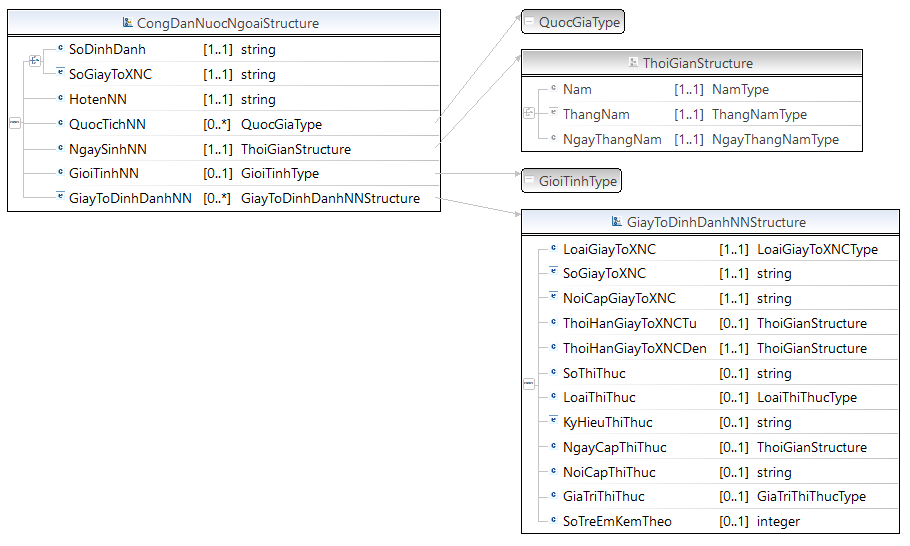 CongDanNuocNgoaiStructure
SoDinhDanh [1..1] string
SoGiayToXNC [1..1] string
HotenNN [1..1] string
QuocTichNN [0..*] QuocGiaType
NgaySinhNN [1..1] ThoiGianStructure
GioiTinhNN [0..1] GioiTinhType
GiayToDinhDanhNN [0..*] GiayToDinhDanhNNStructure
QuocGiaType
ThoiGianStructure
Nam [1..1] NamType
ThangNam [1..1] ThangNamType
NgayThangNam [1..1] NgayThangNamType
GioiTinhType
GiayToDinhDanhNNStructure
LoaiGiayToXNC [1..1] LoaiGiayToXNCType
SoGiayToXNC [1..1] string
NoiCapGiayToXNC [1..1] string
ThoiHanGiayToXNCTu [0..1] ThoiGianStructure
ThoiHanGiayToXNCDen [1..1] ThoiGianStructure
SoThiThuc [0..1] string
LoaiThiThuc [0..1] LoaiThiThucType
KyHieuThiThuc [0..1] string
NgayCapThiThuc [0..1] ThoiGianStructure
NoiCapThiThuc [0..1] string
GiaTriThiThuc [0..1] GiaTriThiThucType
SoTreEmKemTheo [0..1] integer